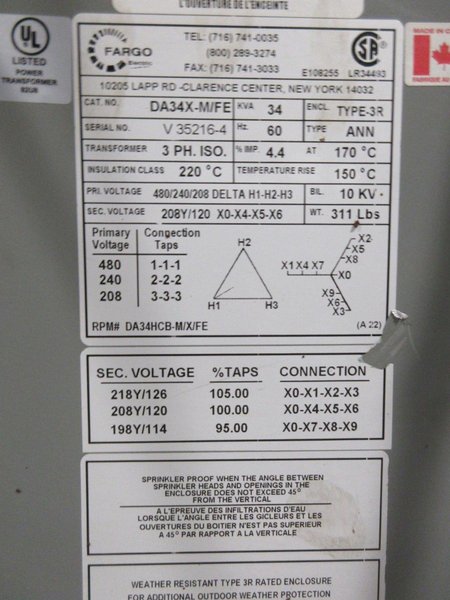 L'OUVERTURE DE L'ENCEINTE
UL
LISTED
POWER
TRANSFORMER
FARGO
TEL: (716) 741-0035
(800) 289-3274
FAX: (716) 741-3033
E108255 LR34493
MADE IN
10205 LAPP RD -CLARENCE CENTER, NEW YORK 14032
CAT. NO. DA34X-M/FE KVA 34 ENCL. TYPE-3R
SERIAL NO. V 35216-4 Hz. 60 TYPE ANN
TRANSFORMER 3 PH. ISO. % IMP. 4.4 AT 170 °C
INSULATION CLASS 220 °C TEMPERATURE RISE 150 °C
PRI. VOLTAGE 480/240/208 DELTA H1-H2-H3 BIL. 10 KV
SEC. VOLTAGE 208Y/120 X0-X4-X5-X6 WT. 311 Lbs
Primary Voltage Congection Taps
480 1-1-1
240 2-2-2
208 3-3-3
H2
H1 H3
X1 X4 X7 X0
X2
X5
X8
X9
X6
X3
RPM# DA34HCB-M/X/FE (A 22)
SEC. VOLTAGE %TAPS CONNECTION
218Y/126 105.00 X0-X1-X2-X3
208Y/120 100.00 X0-X4-X5-X6
198Y/114 95.00 X0-X7-X8-X9
SPRINKLER PROOF WHEN THE ANGLE BETWEEN
SPRINKLER HEADS AND OPENINGS IN THE
ENCLOSURE DOES NOT EXCEED 45°
FROM THE VERTICAL
A L'EPREUVE DES INFILTRATIONS D'EAU
LORSQUE L'ANGLE ENTRE LES GICLEURS ET LES
OUVERTURES DU BOITIER N'EST PAS SUPERIEUR
A 45° PAR RAPPORT A LA VERTICALE
WEATHER RESISTANT TYPE 3R RATED ENCLOSURE
FOR ADDITIONAL OUTDOOR WEATHER PROTECTION